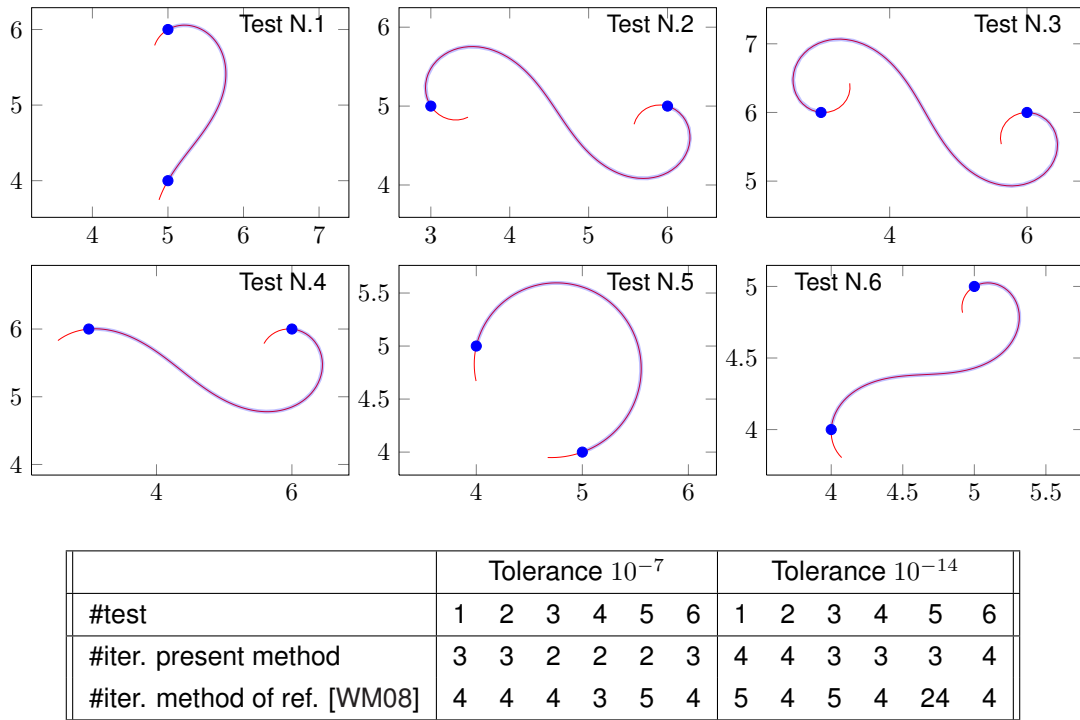 Test N.1
6
5
4
4 5 6 7
Test N.2
6
5
4
3 4 5 6
Test N.3
7
6
5
4 6
Test N.4
6
5
4
4 6
Test N.5
5.5
5
4.5
4
4 5 6
Test N.6
5
4.5
4
4 4.5 5 5.5
Tolerance 10⁻⁷ Tolerance 10⁻¹⁴
#test 1 2 3 4 5 6 1 2 3 4 5 6
#iter. present method 3 3 2 2 2 3 4 4 3 3 3 4
#iter. method of ref. [WM08] 4 4 4 3 5 4 5 4 5 4 24 4